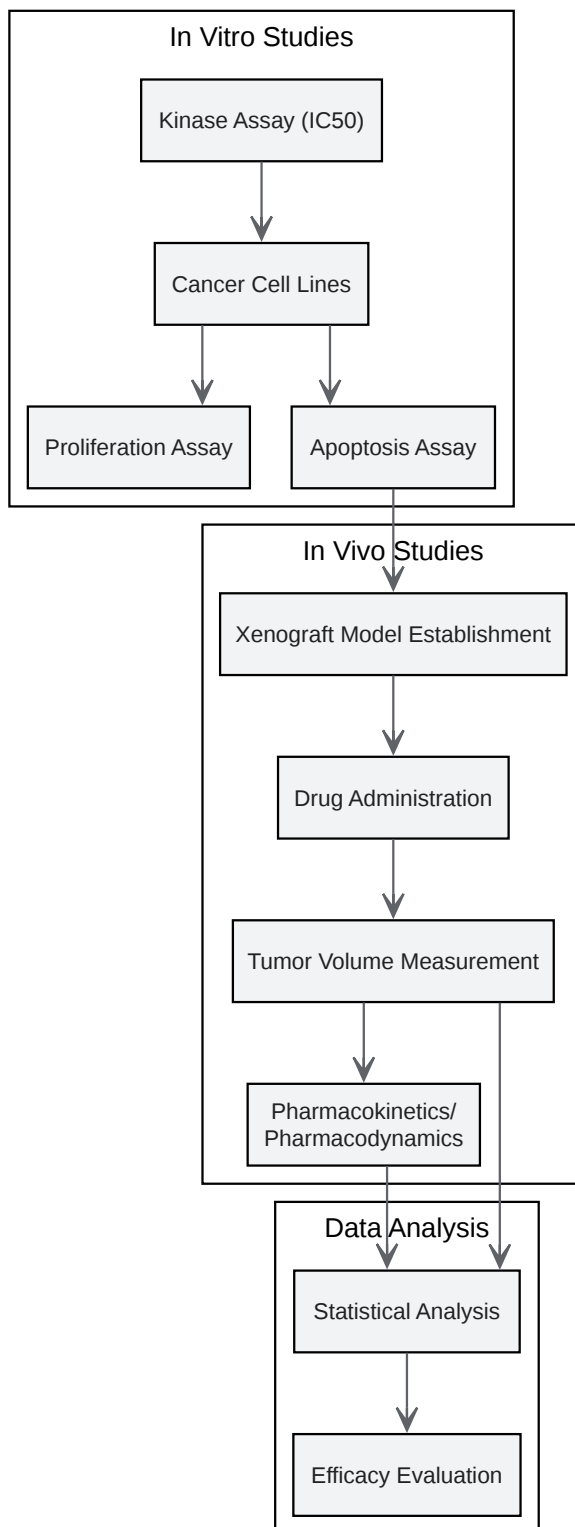 In Vitro Studies
Kinase Assay (IC50)
Cancer Cell Lines
Proliferation Assay
Apoptosis Assay
In Vivo Studies
Xenograft Model Establishment
Drug Administration
Tumor Volume Measurement
Pharmacokinetics/
Pharmacodynamics
Data Analysis
Statistical Analysis
Efficacy Evaluation